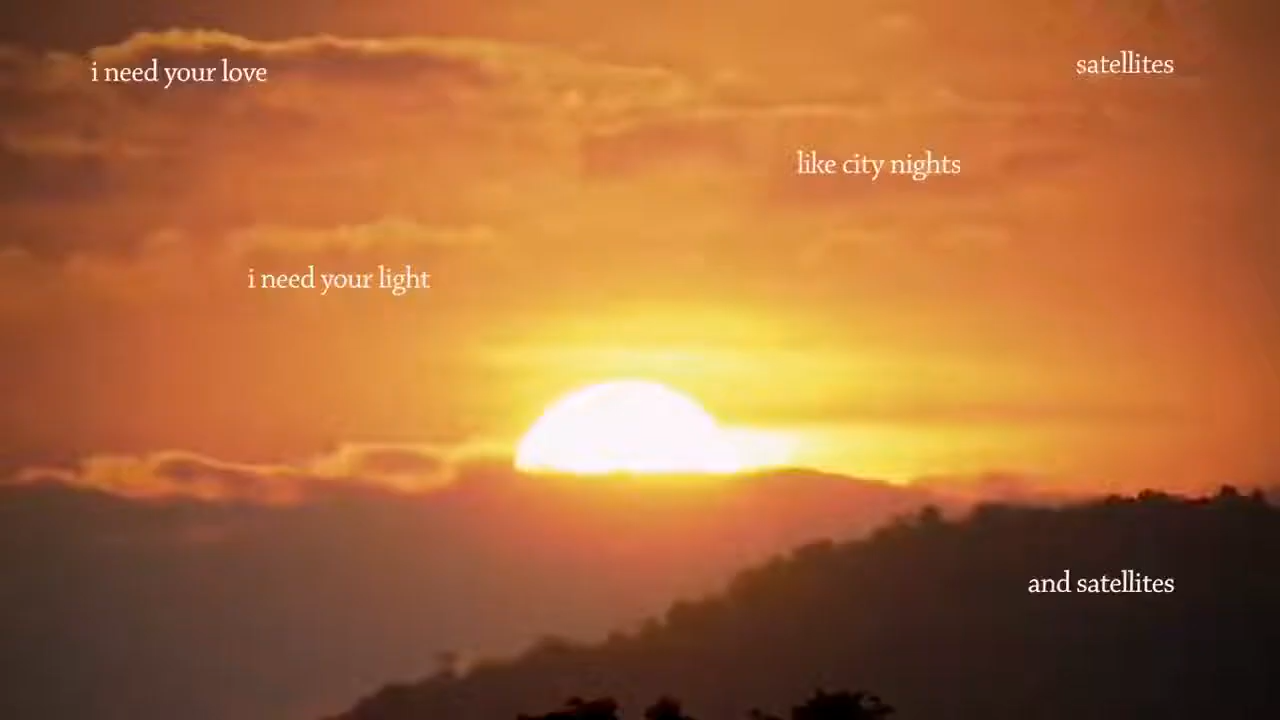 i need your love
satellites
like city nights
i need your light
and satellites